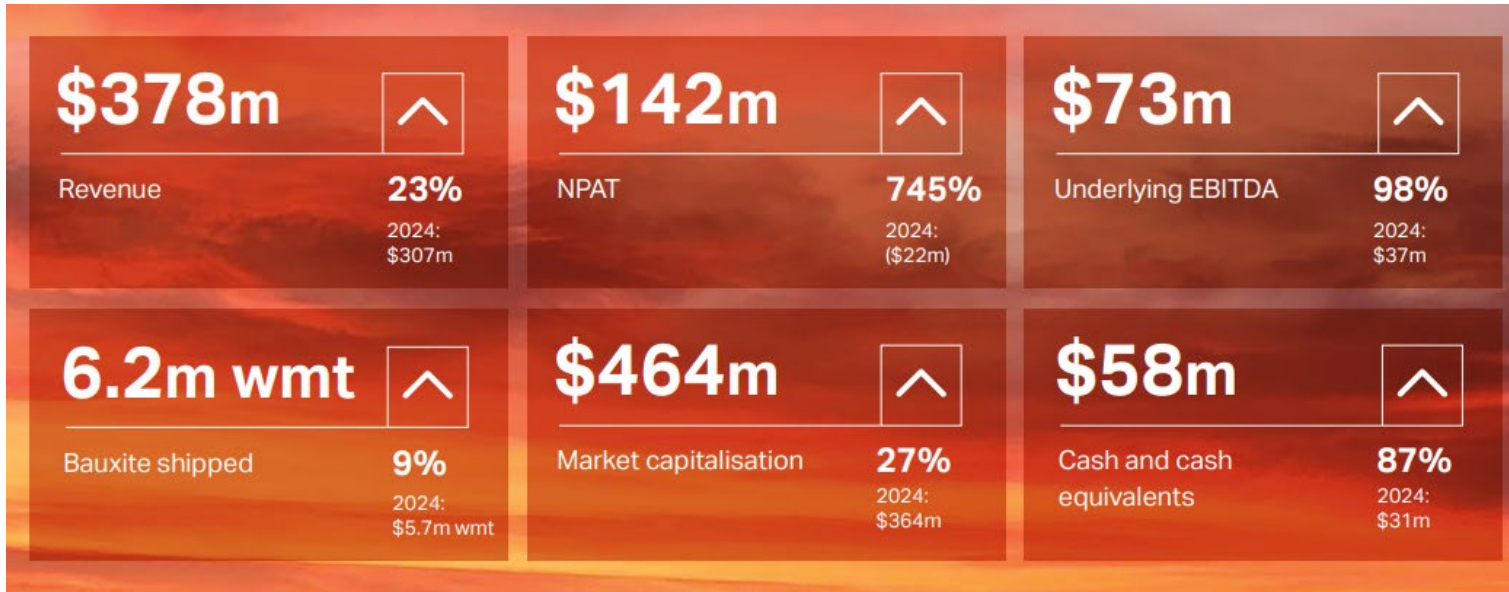 $378m
Revenue
23%
2024:
$307m
$142m
NPAT
745%
2024:
($22m)
$73m
Underlying EBITDA
98%
2024:
$37m
6.2m wmt
Bauxite shipped
9%
2024:
$5.7m wmt
$464m
Market capitalisation
27%
2024:
$364m
$58m
Cash and cash
equivalents
87%
2024:
$31m